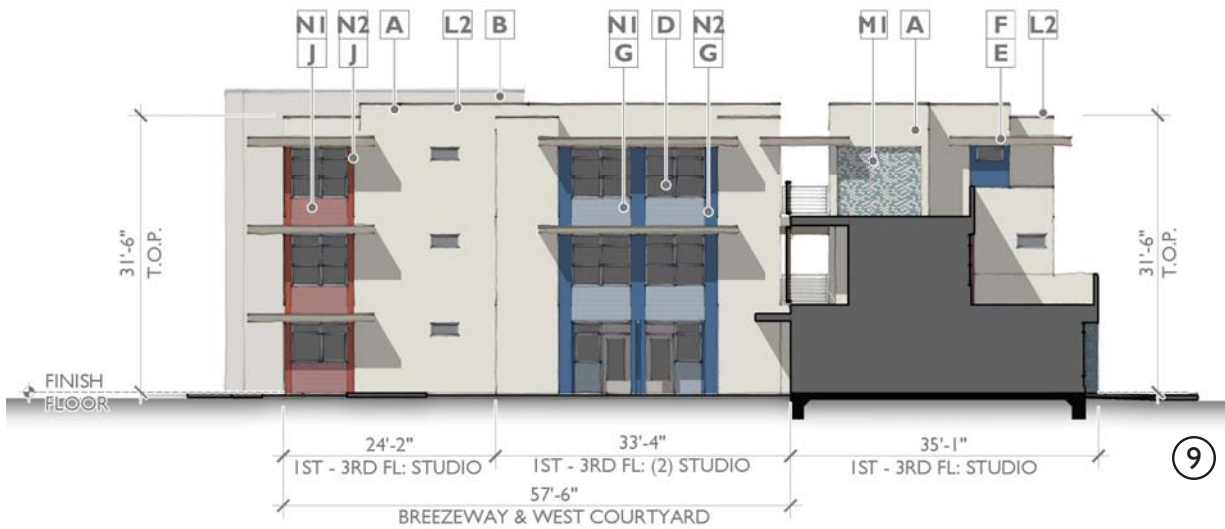 N1 N2 A L2 B N1 D N2 M1 A F L2
J J G G E
31'-6"
T.O.P.
31'-6"
T.O.P.
FINISH
FLOOR
24'-2" 33'-4" 35'-1"
1ST - 3RD FL: STUDIO 1ST - 3RD FL: (2) STUDIO 1ST - 3RD FL: STUDIO
9
57'-6"
BREEZEWAY & WEST COURTYARD